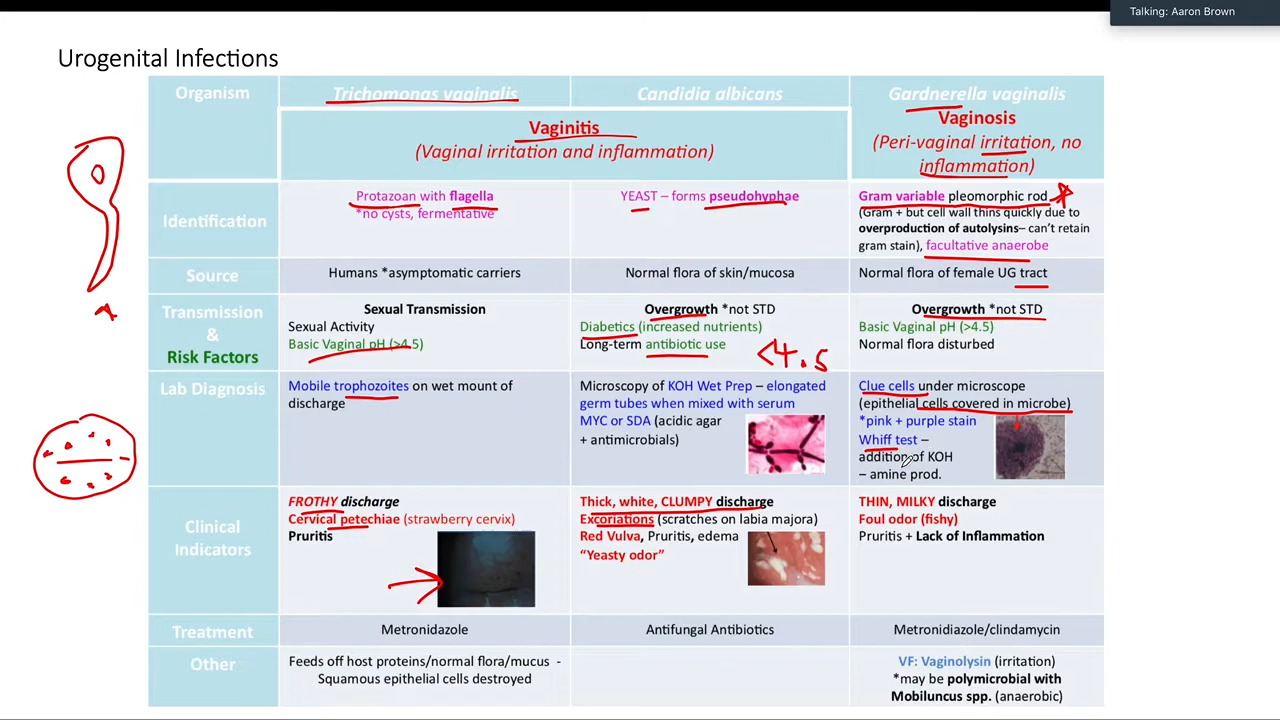 Talking: Aaron Brown
Urogenital Infections
Organism
Trichomonas vaginalis
Candidia albicans
Gardnerella vaginalis
Vaginitis
(Vaginal irritation and inflammation)
Vaginosis
(Peri-vaginal irritation, no
inflammation)
Identification
Protazoan with flagella
*no cysts, fermentative
YEAST – forms pseudohyphae
Gram variable pleomorphic rod
(Gram + but cell wall thins quickly due to
overproduction of autolysins– can't retain
gram stain), facultative anaerobe
Source
Humans *asymptomatic carriers
Normal flora of skin/mucosa
Normal flora of female UG tract
Transmission
&
Risk Factors
Sexual Transmission
Sexual Activity
Basic Vaginal pH (>4.5)
Overgrowth *not STD
Diabetics (increased nutrients)
Long-term antibiotic use
<4.5
Overgrowth *not STD
Basic Vaginal pH (>4.5)
Normal flora disturbed
Lab Diagnosis
Mobile trophozoites on wet mount of
discharge
Microscopy of KOH Wet Prep – elongated
germ tubes when mixed with serum
MYC or SDA (acidic agar
+ antimicrobials)
Clue cells under microscope
(epithelial cells covered in microbe)
*pink + purple stain
Whiff test –
addition of KOH
– amine prod.
Clinical
Indicators
FROTHY discharge
Cervical petechiae (strawberry cervix)
Pruritis
Thick, white, CLUMPY discharge
Excoriations (scratches on labia majora)
Red Vulva, Pruritis, edema
"Yeasty odor"
THIN, MILKY discharge
Foul odor (fishy)
Pruritis + Lack of Inflammation
Treatment
Metronidazole
Antifungal Antibiotics
Metronidiazole/clindamycin
Other
Feeds off host proteins/normal flora/mucus -
Squamous epithelial cells destroyed
VF: Vaginolysin (irritation)
*may be polymicrobial with
Mobiluncus spp. (anaerobic)